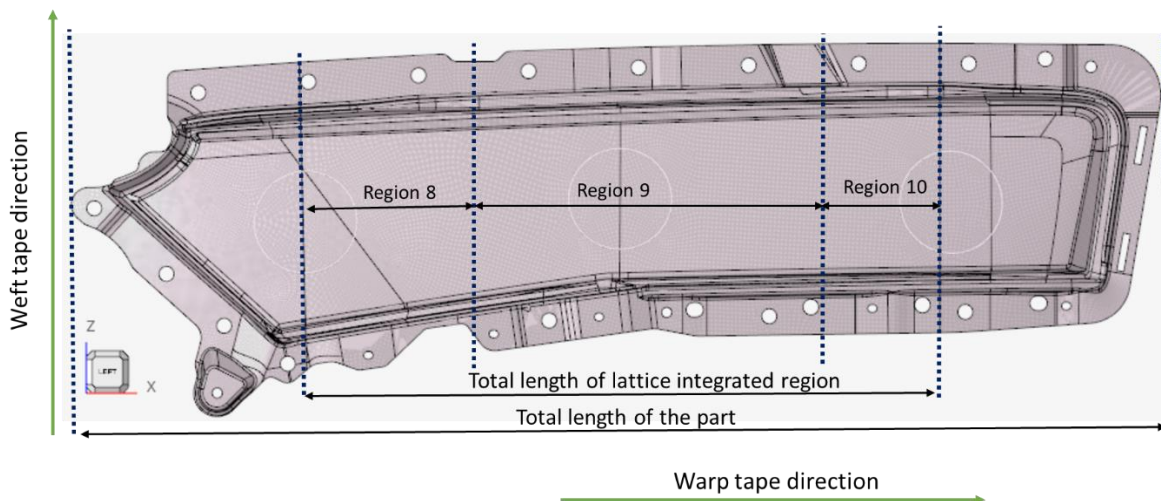 Weft tape direction
Region 8
Region 9
Region 10
Z
LEFT
X
Total length of lattice integrated region
Total length of the part
Warp tape direction